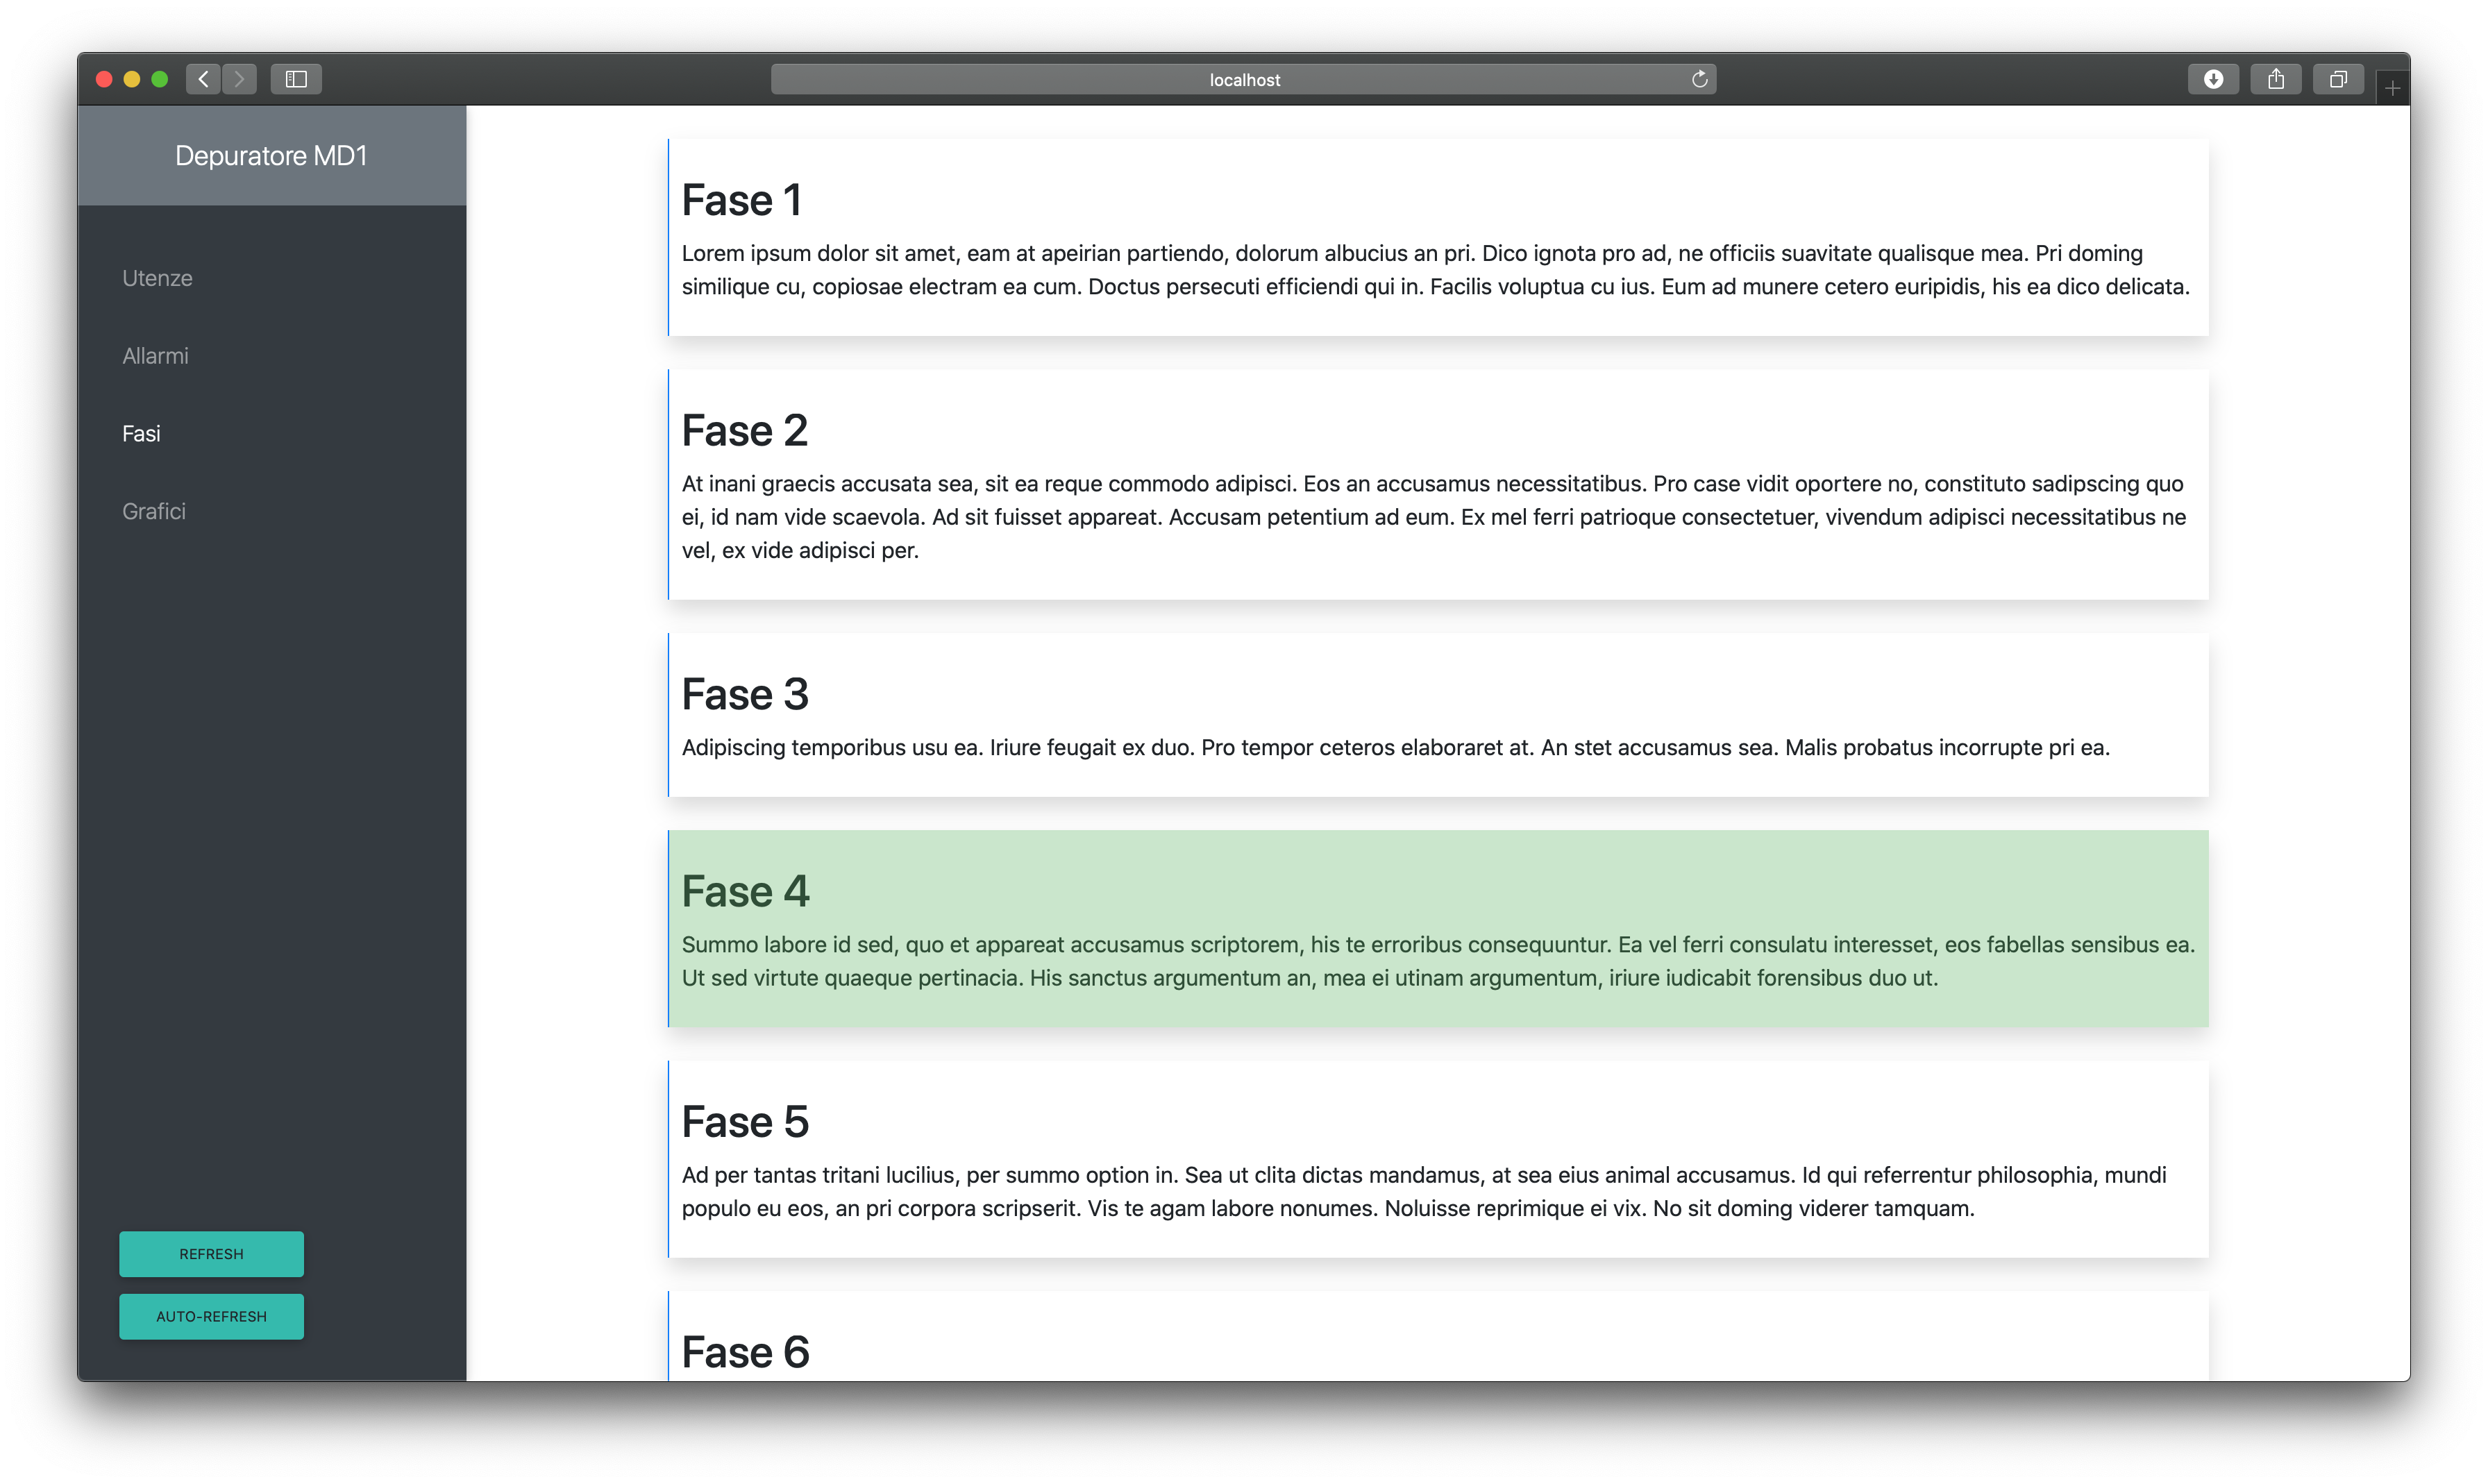 localhost
Depuratore MD1
Utenze
Allarmi
Fasi
Grafici
REFRESH
AUTO-REFRESH
Fase 1
Lorem ipsum dolor sit amet, eam at apeirian partiendo, dolorum albucius an pri. Dico ignota pro ad, ne officiis suavitate qualisque mea. Pri doming
similique cu, copiosae electram ea cum. Doctus persecuti efficiendi qui in. Facilis voluptua cu ius. Eum ad munere cetero euripidis, his ea dico delicata.
Fase 2
At inani graecis accusata sea, sit ea reque commodo adipisci. Eos an accusamus necessitatibus. Pro case vidit oportere no, constituto sadipscing quo
ei, id nam vide scaevola. Ad sit fuisset appareat. Accusam petentium ad eum. Ex mel ferri patrioque consectetuer, vivendum adipisci necessitatibus ne
vel, ex vide adipisci per.
Fase 3
Adipiscing temporibus usu ea. Iriure feugait ex duo. Pro tempor ceteros elaboraret at. An stet accusamus sea. Malis probatus incorrupte pri ea.
Fase 4
Summo labore id sed, quo et appareat accusamus scriptorem, his te erroribus consequuntur. Ea vel ferri consulatu interesset, eos fabellas sensibus ea.
Ut sed virtute quaeque pertinacia. His sanctus argumentum an, mea ei utinam argumentum, iriure iudicabit forensibus duo ut.
Fase 5
Ad per tantas tritani lucilius, per summo option in. Sea ut clita dictas mandamus, at sea eius animal accusamus. Id qui referrentur philosophia, mundi
populo eu eos, an pri corpora scripserit. Vis te agam labore nonumes. Noluisse reprimique ei vix. No sit doming viderer tamquam.
Fase 6